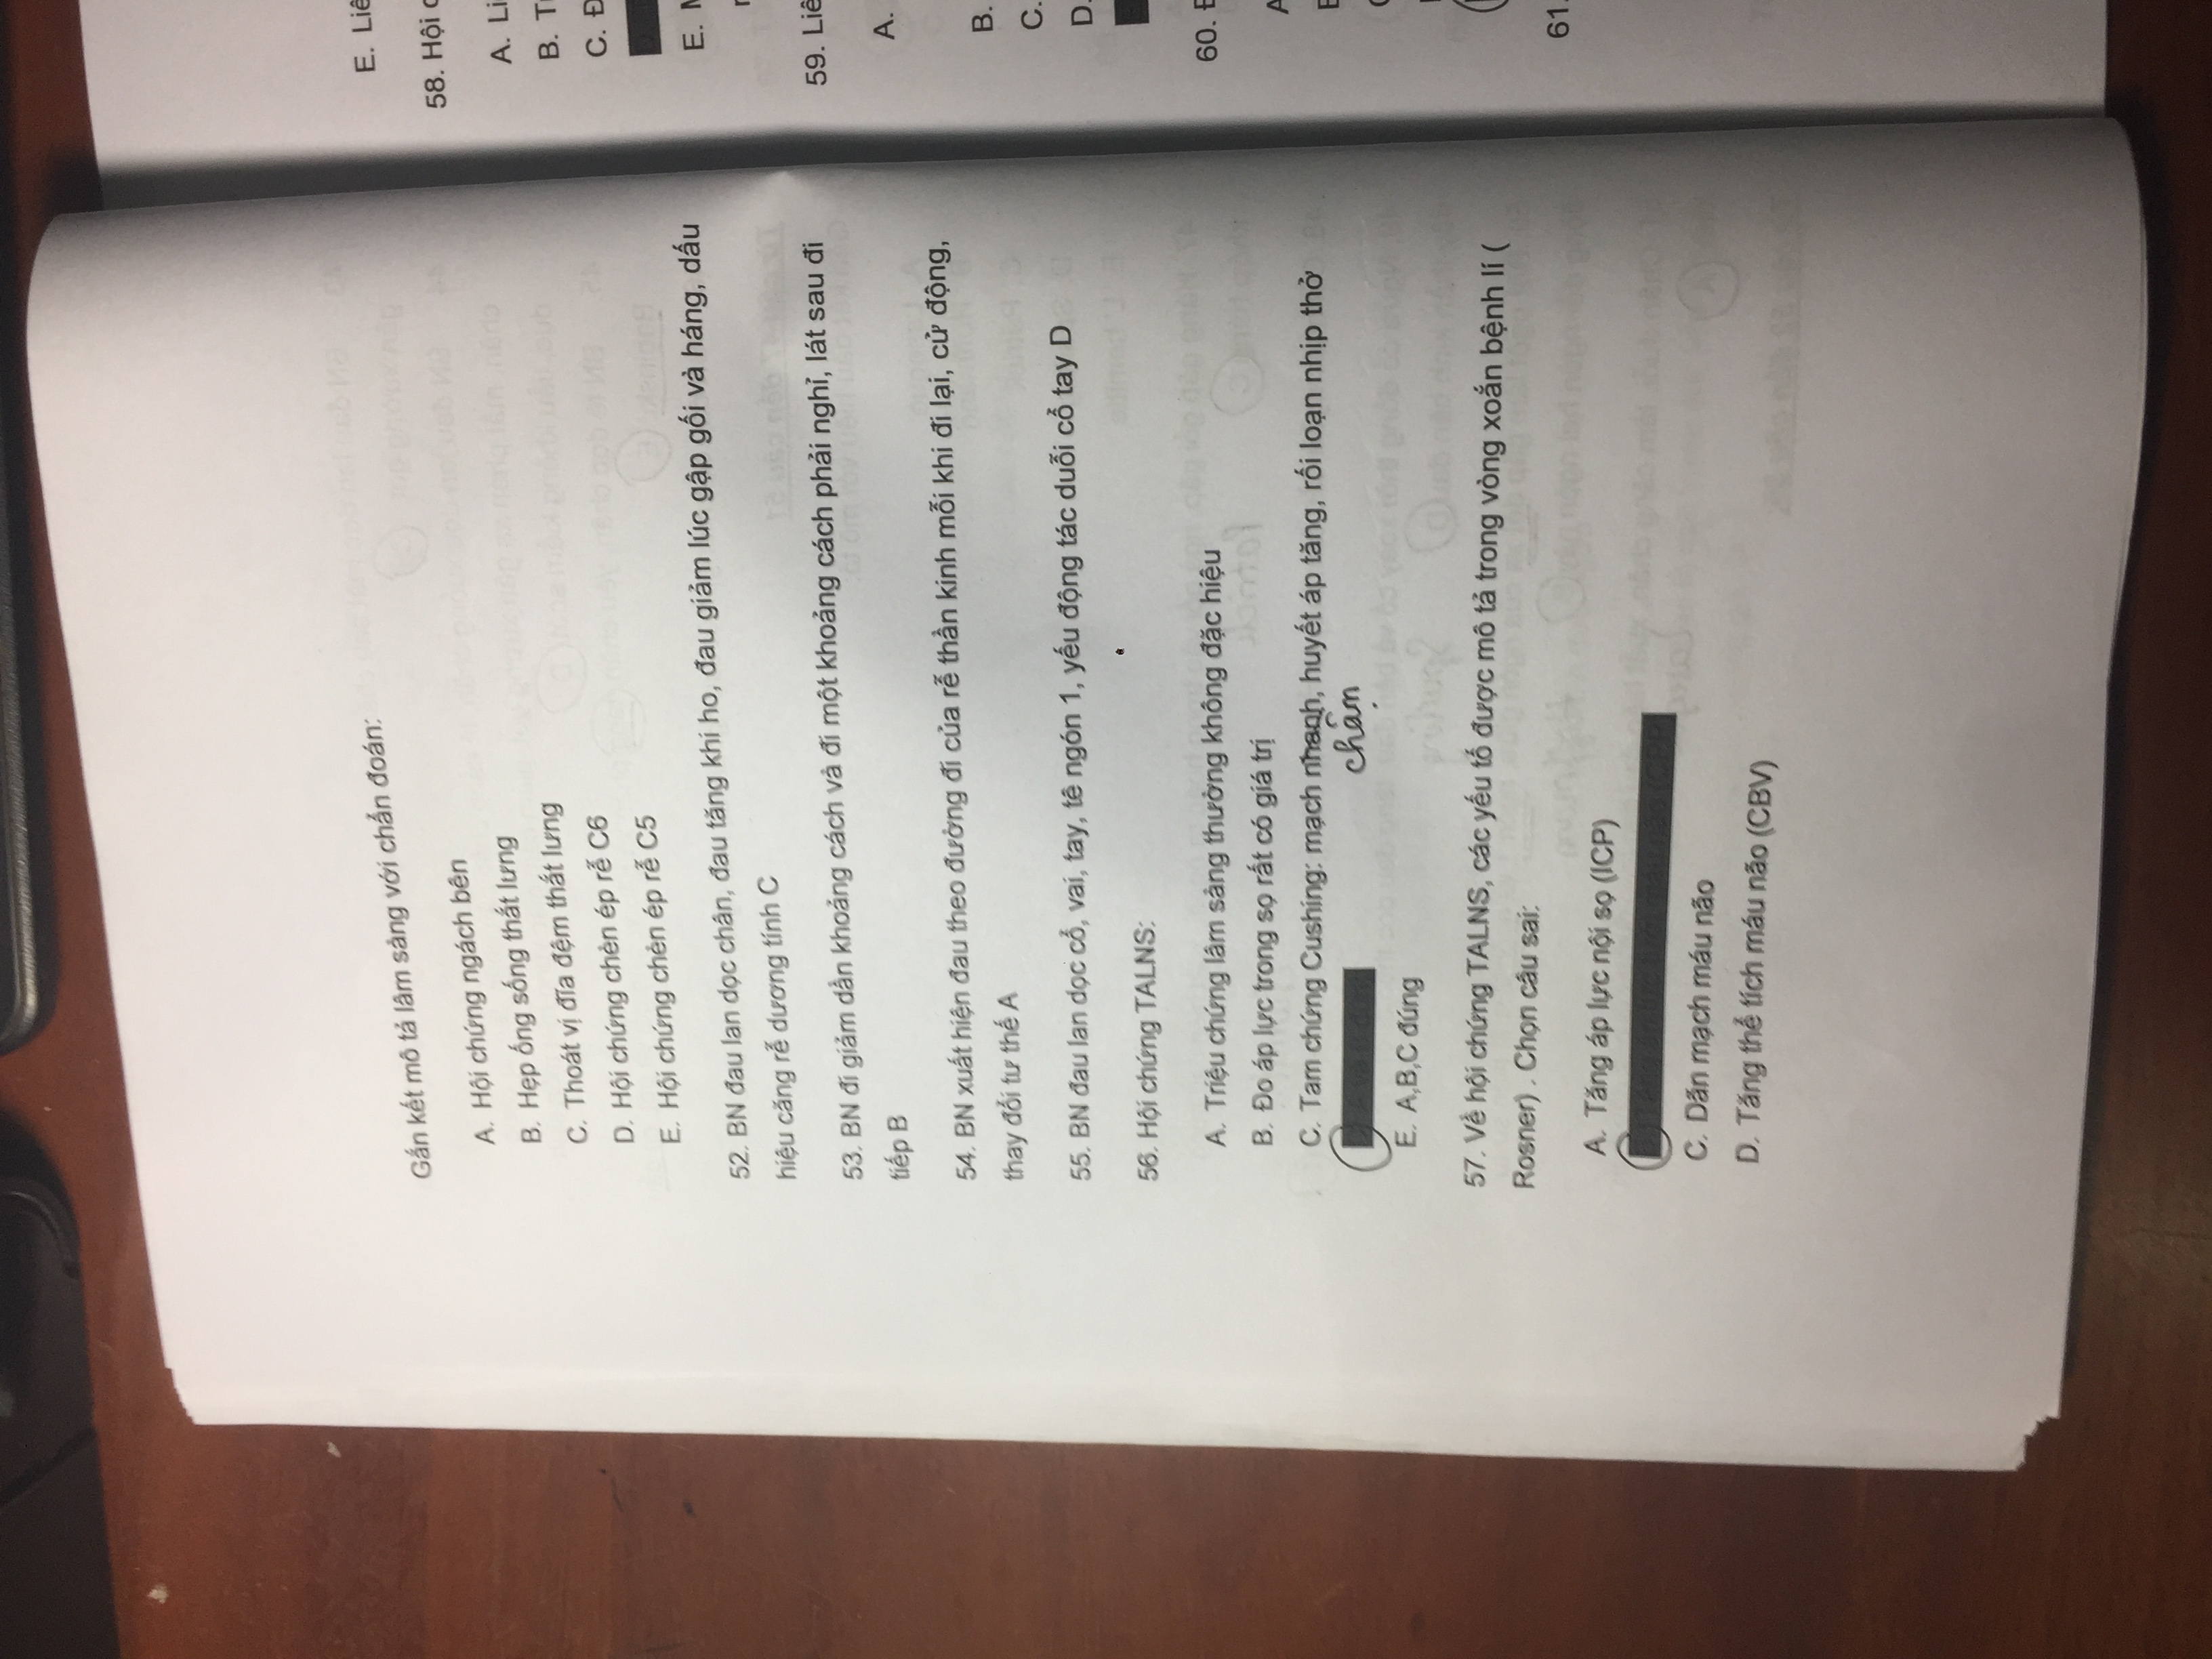 Gắn kết mô tả lâm sàng với chẩn đoán:
A. Hội chứng ngách bên
B. Hẹp ống sống thắt lưng
C. Thoát vị đĩa đệm thắt lưng
D. Hội chứng chèn ép rễ C6
E. Hội chứng chèn ép rễ C5
52. BN đau lan dọc chân, đau tăng khi ho, đau giảm lúc gập gối và háng, dấu
hiệu căng rễ dương tính C
53. BN đi giảm dần khoảng cách và đi một khoảng cách phải nghỉ, lát sau đi
tiếp B
54. BN xuất hiện đau theo đường đi của rễ thần kinh mỗi khi đi lại, cử động,
thay đổi tư thế A
55. BN đau lan dọc cổ, vai, tay, tê ngón 1, yếu động tác duỗi cổ tay D
56. Hội chứng TALNS:
A. Triệu chứng lâm sàng thường không đặc hiệu
B. Đo áp lực trong sọ rất có giá trị
C. Tam chứng Cushing: mạch nhanh, huyết áp tăng, rối loạn nhịp thở
chậm
E. A,B,C đúng
57. Về hội chứng TALNS, các yếu tố được mô tả trong vòng xoắn bệnh lí (
Rosner) . Chọn câu sai:
A. Tăng áp lực nội sọ (ICP)
C. Dãn mạch máu não
D. Tăng thể tích máu não (CBV)
E. Liê
58. Hội
A. Li
B.
C. Đ
E.
59. Liê
A.
B.
C.
D.
60.
61.